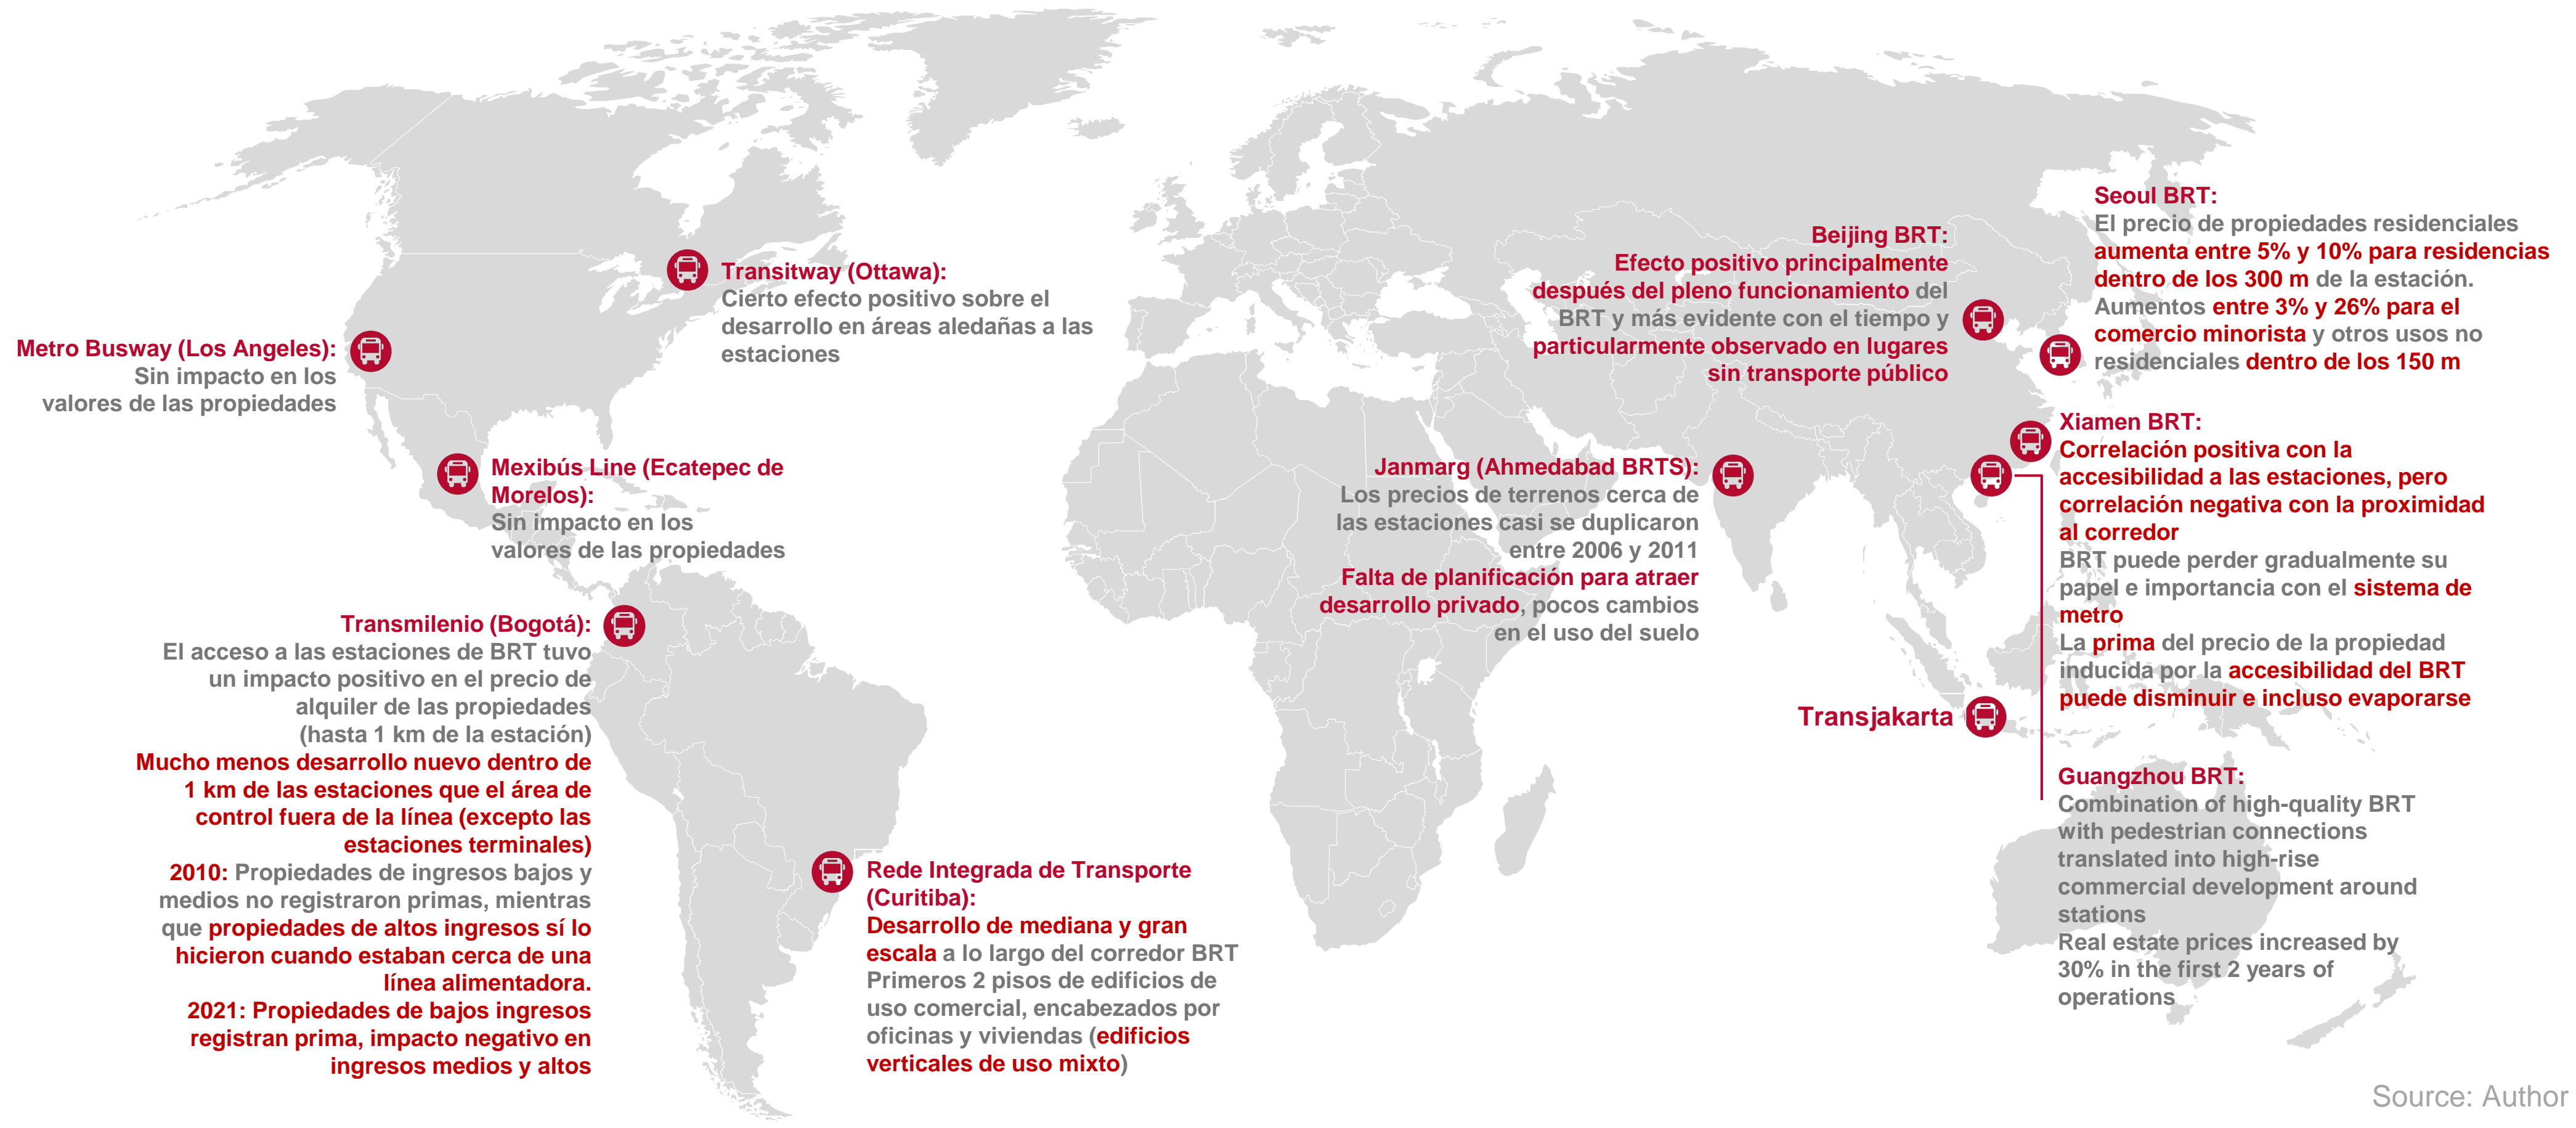 Metro Busway (Los Angeles):
Sin impacto en los
valores de las propiedades
Transitway (Ottawa):
Cierto efecto positivo sobre el
desarrollo en áreas aledañas a las
estaciones
Mexibús Line (Ecatepec de
Morelos):
Sin impacto en los
valores de las propiedades
Transmilenio (Bogotá):
El acceso a las estaciones de BRT tuvo
un impacto positivo en el precio de
alquiler de las propiedades
(hasta 1 km de la estación)
Mucho menos desarrollo nuevo dentro de
1 km de las estaciones que el área de
control fuera de la línea (excepto las
estaciones terminales)
2010: Propiedades de ingresos bajos y
medios no registraron primas, mientras
que propiedades de altos ingresos sí lo
hicieron cuando estaban cerca de una
línea alimentadora.
2021: Propiedades de bajos ingresos
registran prima, impacto negativo en
ingresos medios y altos
Rede Integrada de Transporte
(Curitiba):
Desarrollo de mediana y gran
escala a lo largo del corredor BRT
Primeros 2 pisos de edificios de
uso comercial, encabezados por
oficinas y viviendas (edificios
verticales de uso mixto)
Beijing BRT:
Efecto positivo principalmente
después del pleno funcionamiento del
BRT y más evidente con el tiempo y
particularmente observado en lugares
sin transporte público
Seoul BRT:
El precio de propiedades residenciales
aumenta entre 5% y 10% para residencias
dentro de los 300 m de la estación.
Aumentos entre 3% y 26% para el
comercio minorista y otros usos no
residenciales dentro de los 150 m
Janmarg (Ahmedabad BRTS):
Los precios de terrenos cerca de
las estaciones casi se duplicaron
entre 2006 y 2011
Falta de planificación para atraer
desarrollo privado, pocos cambios
en el uso del suelo
Xiamen BRT:
Correlación positiva con la
accesibilidad a las estaciones, pero
correlación negativa con la proximidad
al corredor
BRT puede perder gradualmente su
papel e importancia con el sistema de
metro
La prima del precio de la propiedad
inducida por la accesibilidad del BRT
puede disminuir e incluso evaporarse
Transjakarta
Guangzhou BRT:
Combination of high-quality BRT
with pedestrian connections
translated into high-rise
commercial development around
stations
Real estate prices increased by
30% in the first 2 years of
operations
Source: Author